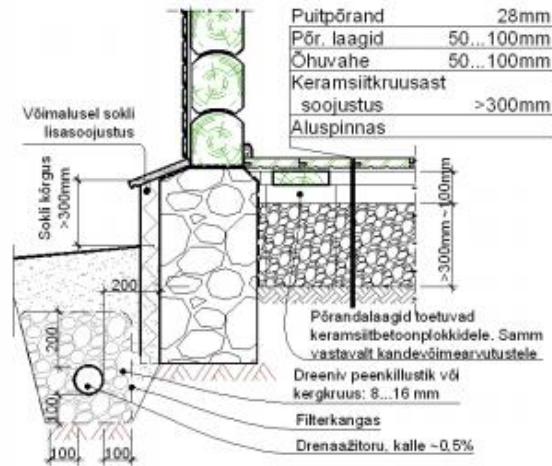 Puitpõrand 28mm
Põr. laagid 50...100mm
Õhuvahe 50...100mm
Keramsiitkruusast
soojustus >300mm
Aluspinnas
Võimalusel sokli
lisasoojustus
Sokli kõrgus
>300mm
>300mm ~100mm
200
200
100
100
100
Põrandalaagid toetuvad
keramsiitbetoonplokkidele. Samm
vastavalt kandevõimearvutustele
Dreeniv peenkillustik või
kergkruus: 8...16 mm
Filterkangas
Drenaažitoru, kalle ~0,5%